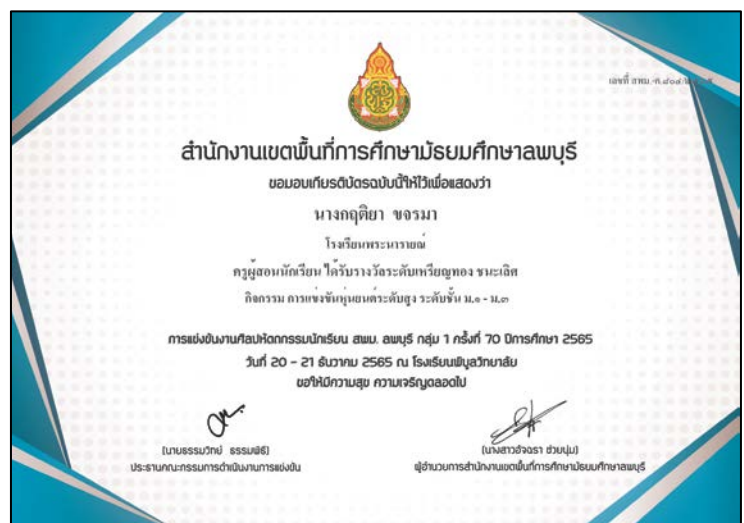 เลขที่ สพม.
สำนักงานเขตพื้นที่การศึกษามัธยมศึกษาลพบุรี
ขอมอบเกียรติบัตรฉบับนี้ให้ไว้เพื่อแสดงว่า
นางกฤติยา ขจรมา
โรงเรียนพระนารายณ์
ครูผู้สอนนักเรียน ได้รับรางวัลระดับเหรียญทอง ชนะเลิศ
กิจกรรม การแข่งขันหุ่นยนต์ระดับสูง ระดับชั้น ม.๑ - ม.๓
การแข่งขันงานศิลปหัตถกรรมนักเรียน สพม. ลพบุรี กลุ่ม 1 ครั้งที่ 70 ปีการศึกษา 2565
วันที่ 20 - 21 ธันวาคม 2565 ณ โรงเรียนพิบูลวิทยาลัย
ขอให้มีความสุข ความเจริญตลอดไป
(นายธรรมวิทย์ ธรรมพิธี)
ประธานคณะกรรมการดำเนินงานการแข่งขัน
(นางสาวอัจฉรา ช่วยนุ่ม)
ผู้อำนวยการสำนักงานเขตพื้นที่การศึกษามัธยมศึกษาลพบุรี